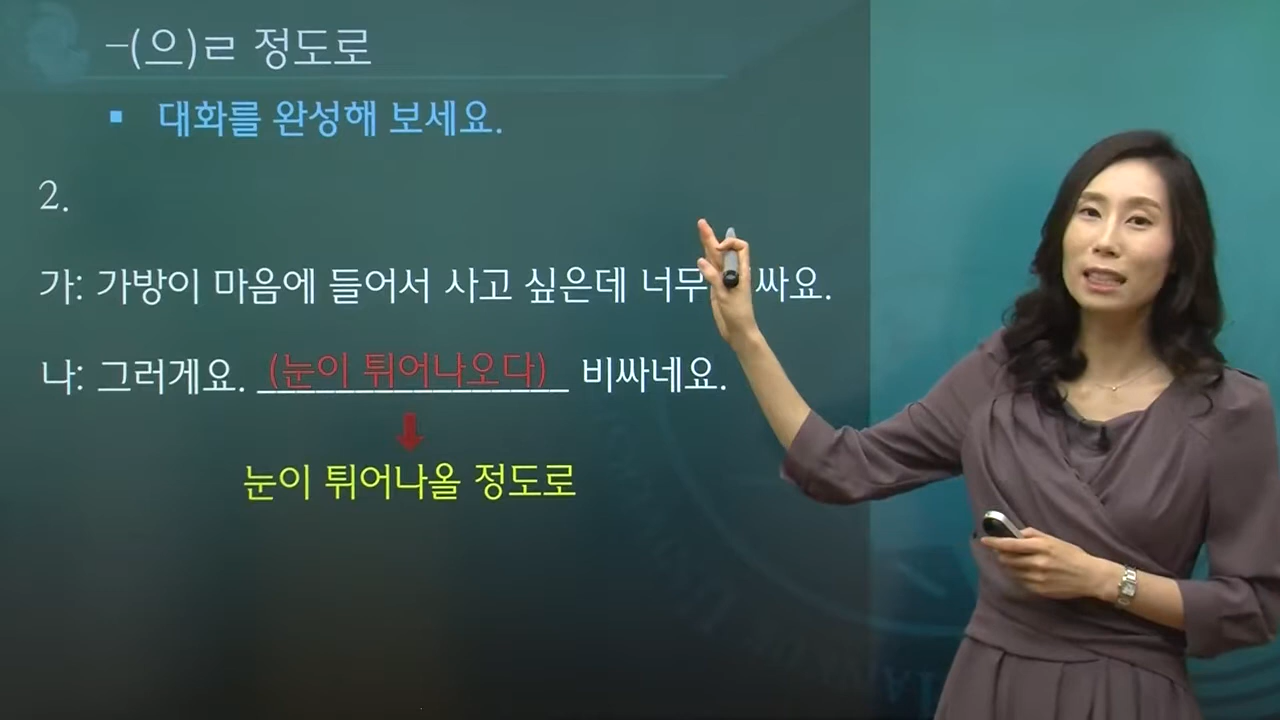 -(으)ㄹ 정도로
▪ 대화를 완성해 보세요.
2.
가: 가방이 마음에 들어서 사고 싶은데 너무 싸요.
나: 그러게요. (눈이 튀어나오다) 비싸네요.
눈이 튀어나올 정도로